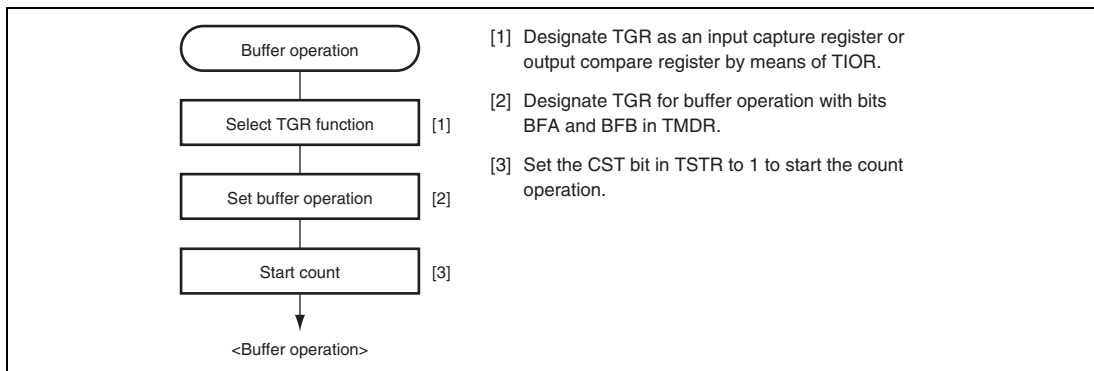 Buffer operation
Select TGR function [1]
Set buffer operation [2]
Start count [3]
<Buffer operation>
[1] Designate TGR as an input capture register or
output compare register by means of TIOR.
[2] Designate TGR for buffer operation with bits
BFA and BFB in TMDR.
[3] Set the CST bit in TSTR to 1 to start the count
operation.